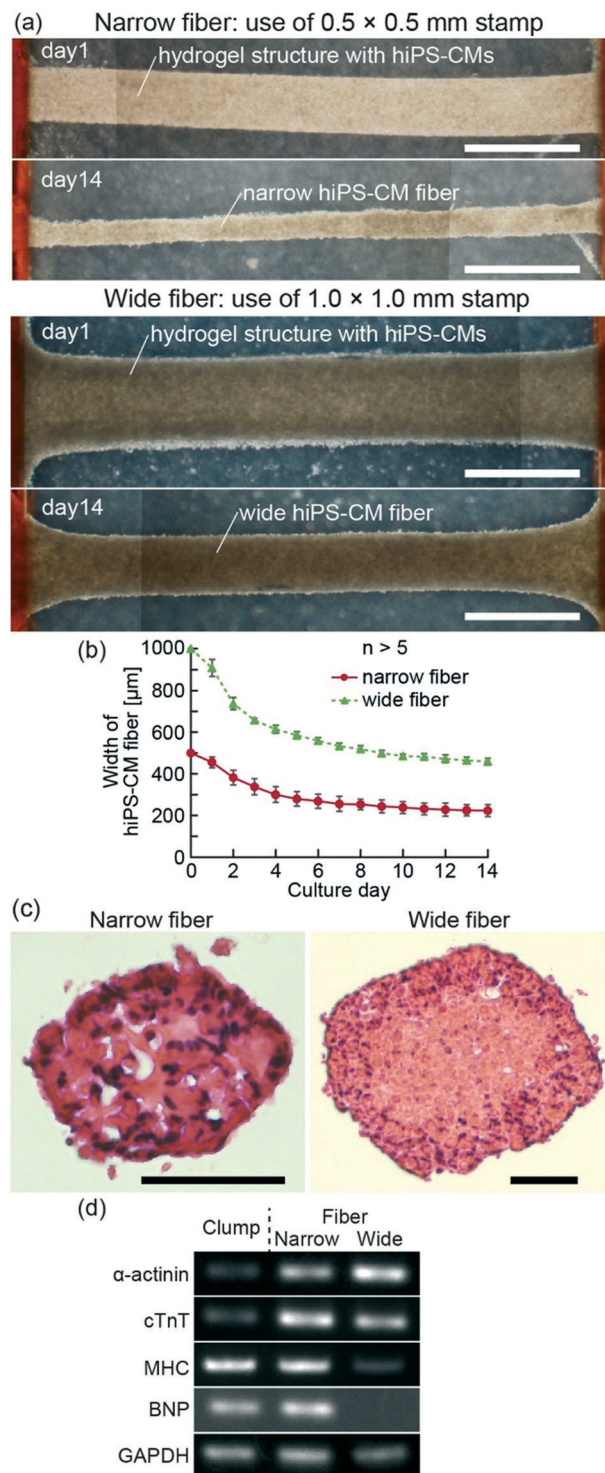 (a) Narrow fiber: use of 0.5 × 0.5 mm stamp
day1
hydrogel structure with hiPS-CMs
day14
narrow hiPS-CM fiber
Wide fiber: use of 1.0 × 1.0 mm stamp
day1
hydrogel structure with hiPS-CMs
day14
wide hiPS-CM fiber
(b)
n > 5
narrow fiber
wide fiber
Width of
hiPS-CM fiber [μm]
1000
800
600
400
200
0
0 2 4 6 8 10 12 14
Culture day
(c)
Narrow fiber Wide fiber
(d)
Fiber
Clump Narrow Wide
α-actinin
cTnT
MHC
BNP
GAPDH